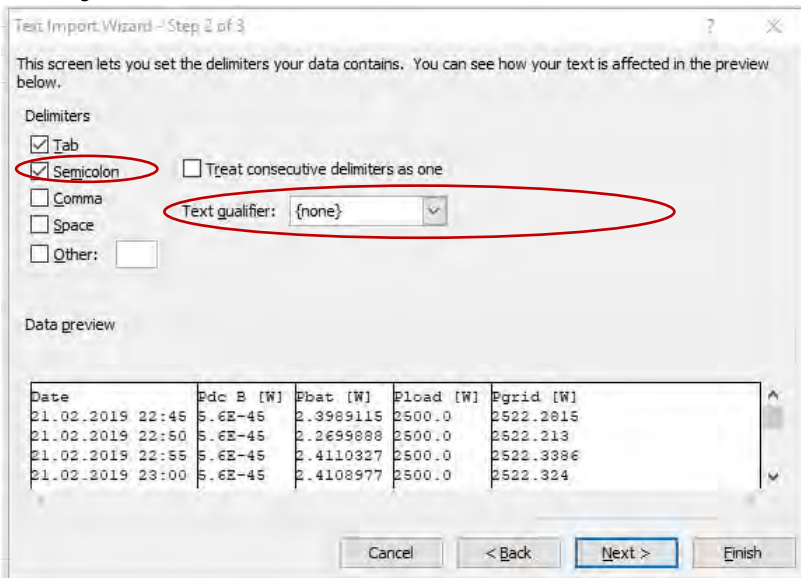 Text Import Wizard - Step 2 of 3
? ×
This screen lets you set the delimiters your data contains. You can see how your text is affected in the preview
below.
Delimiters
Tab
Semicolon
Treat consecutive delimiters as one
Comma
Text qualifier: {none}
Space
Other:
Data preview
Date Pdc B [W] Pbat [W] Pload [W] Pgrid [W]
21.02.2019 22:45 5.6E-45 2.3989115 2500.0 2522.2815
21.02.2019 22:50 5.6E-45 2.2699888 2500.0 2522.213
21.02.2019 22:55 5.6E-45 2.4110327 2500.0 2522.3386
21.02.2019 23:00 5.6E-45 2.4108977 2500.0 2522.324
Cancel < Back Next > Finish